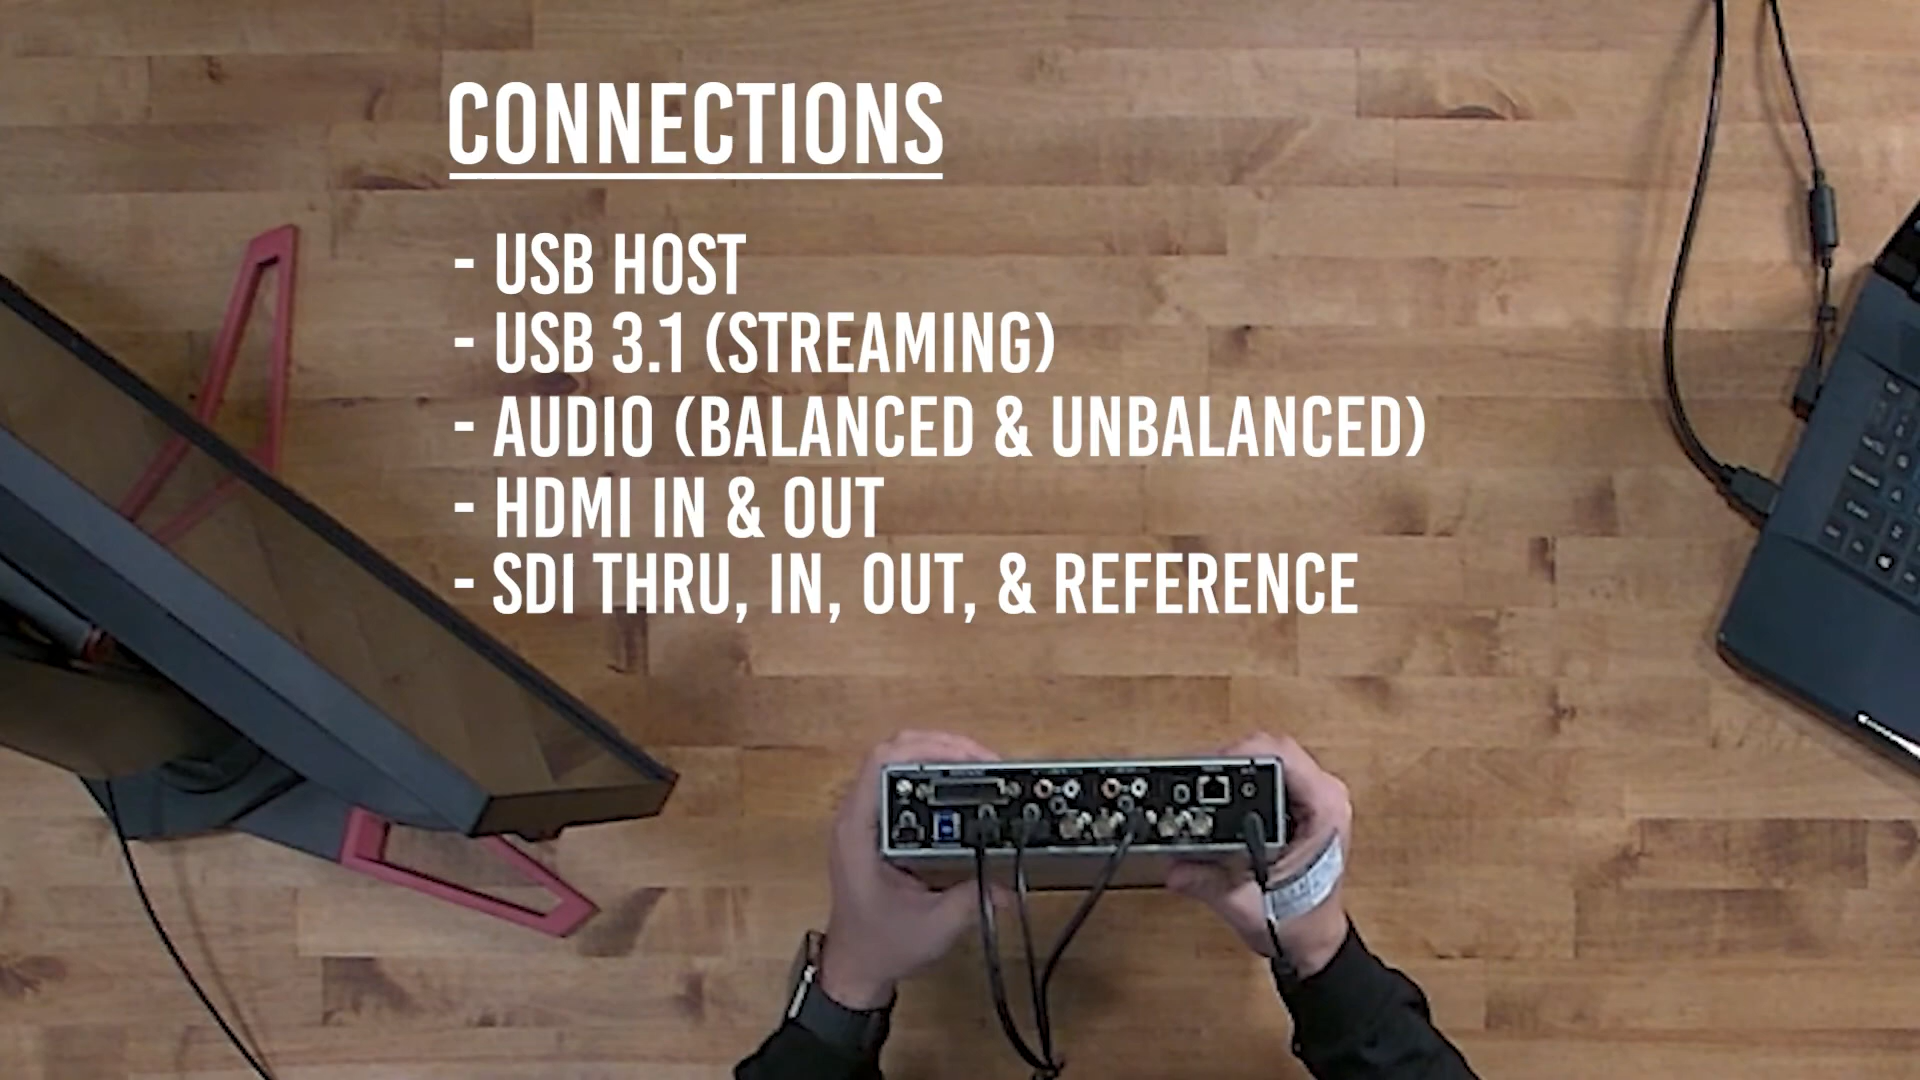 CONNECTIONS
- USB HOST
- USB 3.1 (STREAMING)
- AUDIO (BALANCED & UNBALANCED)
- HDMI IN & OUT
- SDI THRU, IN, OUT, & REFERENCE